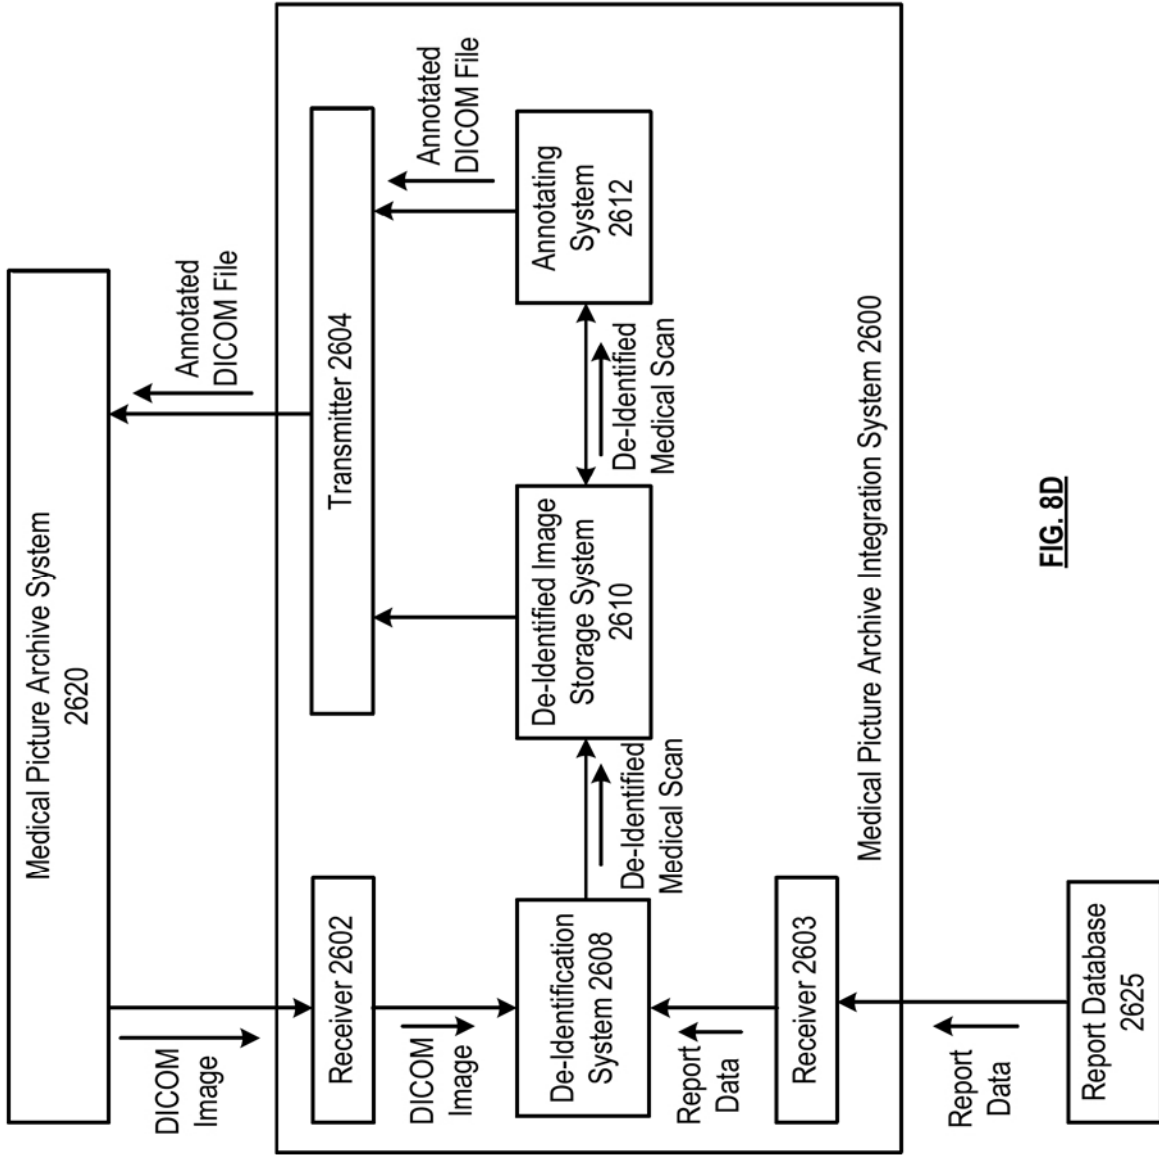 Medical Picture Archive System
2620
DICOM
Image
Annotated
DICOM File
Receiver 2602
Transmitter 2604
DICOM
Image
Annotated
DICOM File
De-Identification
System 2608
De-Identified
Medical Scan
De-Identified Image
Storage System
2610
De-Identified
Medical Scan
Annotating
System
2612
Report
Data
Receiver 2603
Medical Picture Archive Integration System 2600
Report
Data
Report Database
2625
FIG. 8D